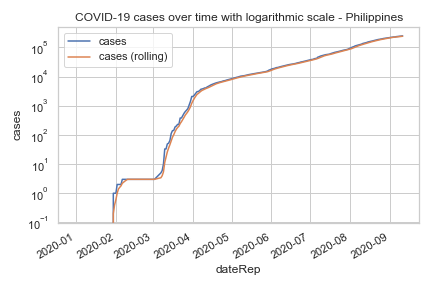 COVID-19 cases over time with logarithmic scale - Philippines
cases
cases (rolling)
10^5
10^4
10^3
10^2
10^1
10^0
10^-1
cases
2020-01 2020-02 2020-03 2020-04 2020-05 2020-06 2020-07 2020-08 2020-09
dateRep